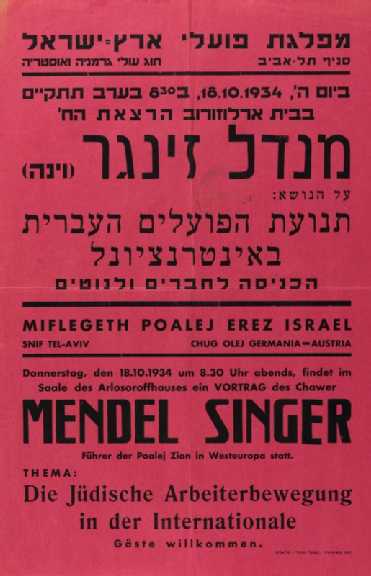 מפלגת פועלי ארץ=ישראל
סניף תל-אביב חוג עולי גרמניה ואוסטריה
ביום ה', 18.10.1934, ב8³⁰ בערב תתקיים
בבית ארלוזורוב הרצאת הח'
מנדל זינגר (וינה)
על הנושא:
תנועת הפועלים העברית
באינטרנציונל
הכניסה לחברים ולנוטים
MIFLEGETH POALEJ EREZ ISRAEL
SNIF TEL-AVIV CHUG OLEJ GERMANIA=AUSTRIA
Donnerstag, den 18.10.1934 um 8.30 Uhr abends, findet im
Saale des Arlosoroffhauses ein VORTRAG des Chawer
MENDEL SINGER
Führer der Paalej Zion in Westeuropa statt.
THEMA:
Die Jüdische Arbeiterbewegung
in der Internationale
Gäste willkommen.